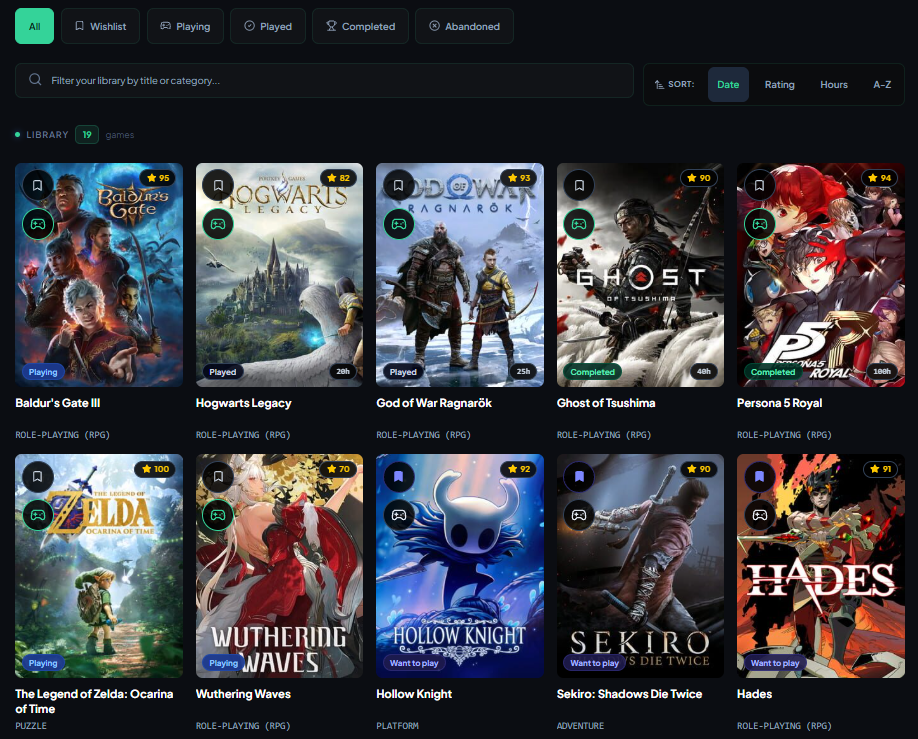 All Wishlist Playing Played Completed Abandoned
Filter your library by title or category...
SORT: Date Rating Hours A-Z
LIBRARY 19 games
95
BALDUR'S GATE
Playing
Baldur's Gate III
ROLE-PLAYING (RPG)
82
PORTKEY GAMES
HOGWARTS
LEGACY
Played
20h
Hogwarts Legacy
ROLE-PLAYING (RPG)
93
GOD OF WAR
RAGNARÖK
Played
25h
God of War Ragnarök
ROLE-PLAYING (RPG)
90
GHOST
OF TSUSHIMA
Completed
40h
Ghost of Tsushima
ROLE-PLAYING (RPG)
94
P5
PERSONA5
ROYAL
Completed
100h
Persona 5 Royal
ROLE-PLAYING (RPG)
100
THE LEGEND OF
ZELDA
OCARINA OF TIME
Playing
The Legend of Zelda: Ocarina
of Time
PUZZLE
70
WUTHERING
WAVES
Playing
Wuthering Waves
ROLE-PLAYING (RPG)
92
HOLLOW KNIGHT
Want to play
Hollow Knight
PLATFORM
90
SEKIRO
DIE TWICE
Want to play
Sekiro: Shadows Die Twice
ADVENTURE
91
HADES
Want to play
Hades
ROLE-PLAYING (RPG)